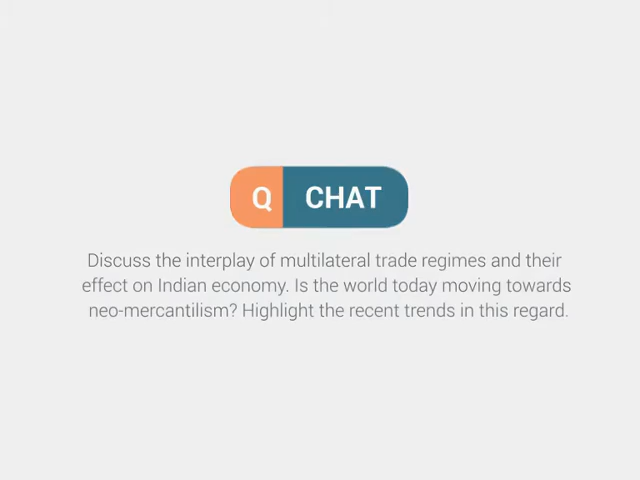 Q CHAT
Discuss the interplay of multilateral trade regimes and their
effect on Indian economy. Is the world today moving towards
neo-mercantilism? Highlight the recent trends in this regard.